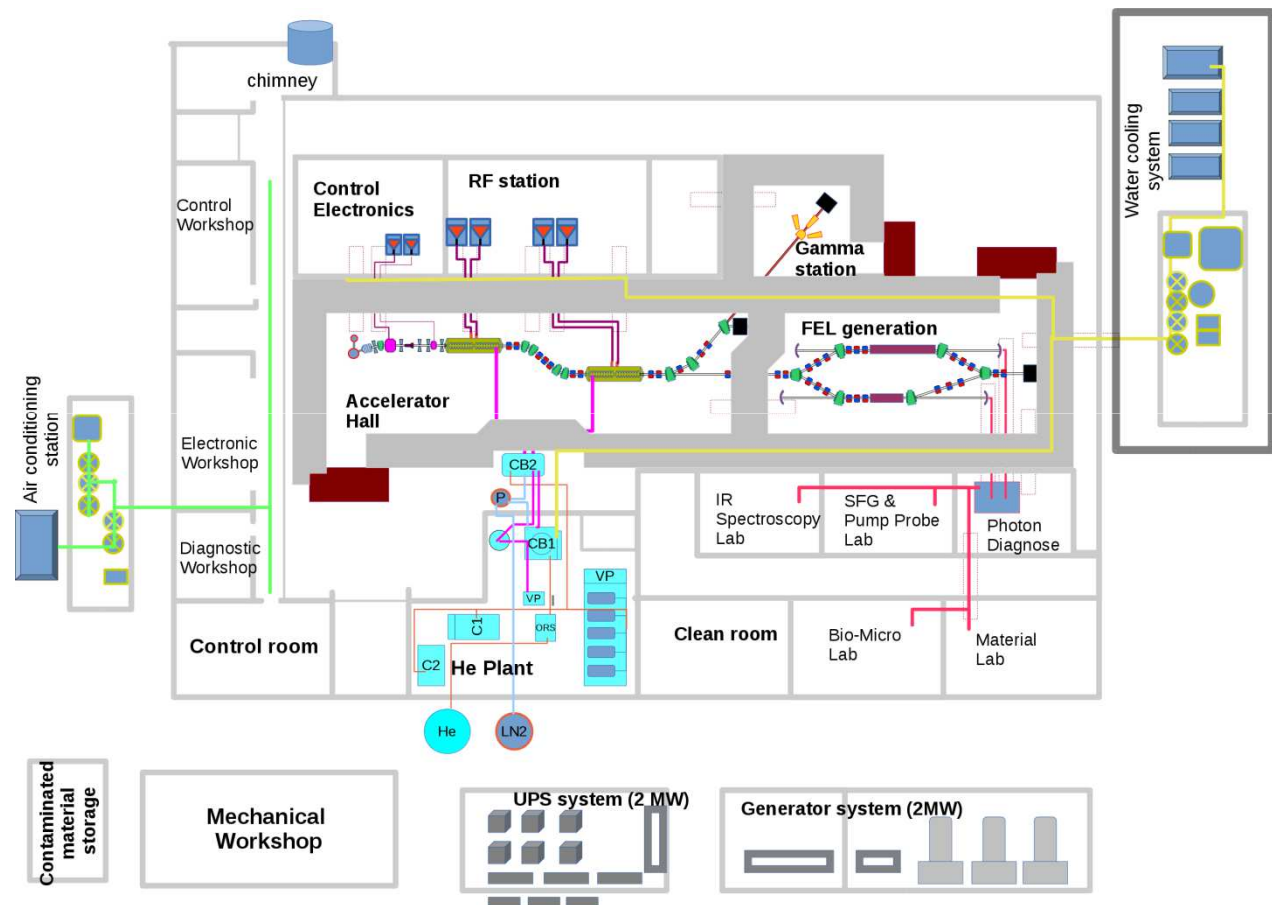 chimney
Water cooling
system
Control
Workshop
Control
Electronics
RF station
Gamma
station
FEL generation
Accelerator
Hall
Air conditioning
station
Electronic
Workshop
Diagnostic
Workshop
CB2
P
CB1
VP
VP
IR
Spectroscopy
Lab
SFG &
Pump Probe
Lab
Photon
Diagnose
Control room
C1
ORS
C2
He Plant
Clean room
Bio-Micro
Lab
Material
Lab
He
LN2
Contaminated
material
storage
Mechanical
Workshop
UPS system (2 MW)
Generator system (2MW)